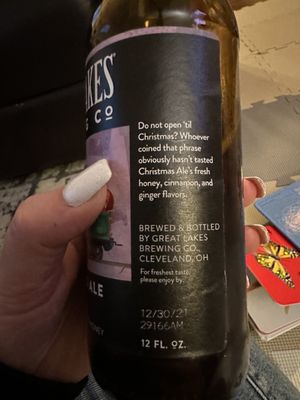 AKES
G CO
Do not open 'til
Christmas? Whoever
coined that phrase
obviously hasn't tasted
Christmas Ale's fresh
honey, cinnamon, and
ginger flavors.
BREWED & BOTTLED
BY GREAT LAKES
BREWING CO.,
CLEVELAND, OH
For freshest taste,
please enjoy by:
12/30/21
29166AM
12 FL. OZ.
ALE
ONEY